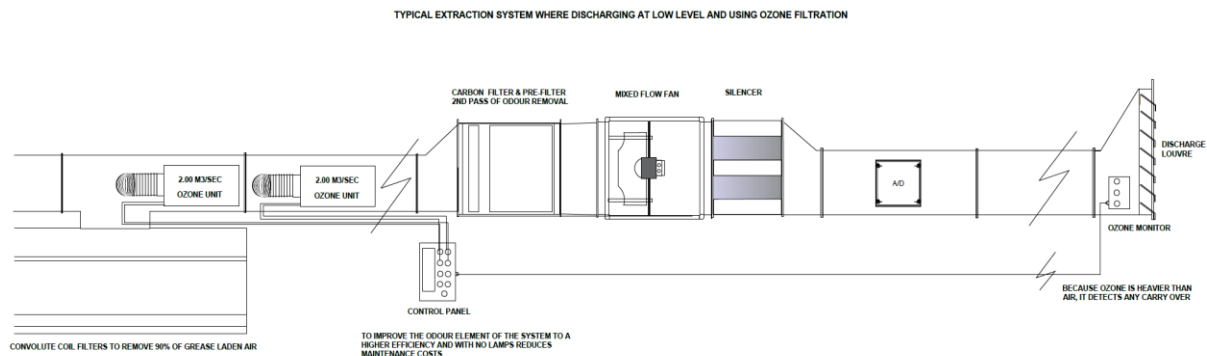 TYPICAL EXTRACTION SYSTEM WHERE DISCHARGING AT LOW LEVEL AND USING OZONE FILTRATION
CARBON FILTER & PRE-FILTER
2ND PASS OF ODOUR REMOVAL
MIXED FLOW FAN
SILENCER
DISCHARGE
LOUVRE
2.00 M3/SEC
OZONE UNIT
2.00 M3/SEC
OZONE UNIT
A/D
OZONE MONITOR
CONTROL PANEL
BECAUSE OZONE IS HEAVIER THAN
AIR, IT DETECTS ANY CARRY OVER
CONVOLUTE COIL FILTERS TO REMOVE 90% OF GREASE LADEN AIR
TO IMPROVE THE ODOUR ELEMENT OF THE SYSTEM TO A
HIGHER EFFICIENCY AND WITH NO LAMPS REDUCES
MAINTENANCE COSTS